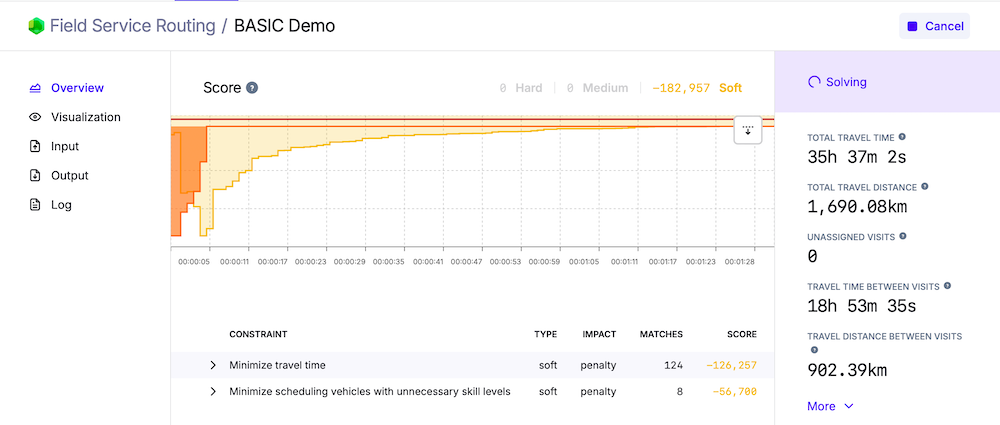 Field Service Routing / BASIC Demo
Cancel
Overview
Visualization
Input
Output
Log
Score ?
0 Hard | 0 Medium | −182,957 Soft
00:00:05 00:00:11 00:00:17 00:00:23 00:00:29 00:00:35 00:00:41 00:00:47 00:00:53 00:00:59 00:01:05 00:01:11 00:01:17 00:01:23 00:01:28
CONSTRAINT TYPE IMPACT MATCHES SCORE
Minimize travel time soft penalty 124 −126,257
Minimize scheduling vehicles with unnecessary skill levels soft penalty 8 −56,700
Solving
TOTAL TRAVEL TIME ?
35h 37m 2s
TOTAL TRAVEL DISTANCE ?
1,690.08km
UNASSIGNED VISITS ?
0
TRAVEL TIME BETWEEN VISITS ?
18h 53m 35s
TRAVEL DISTANCE BETWEEN VISITS
?
902.39km
More